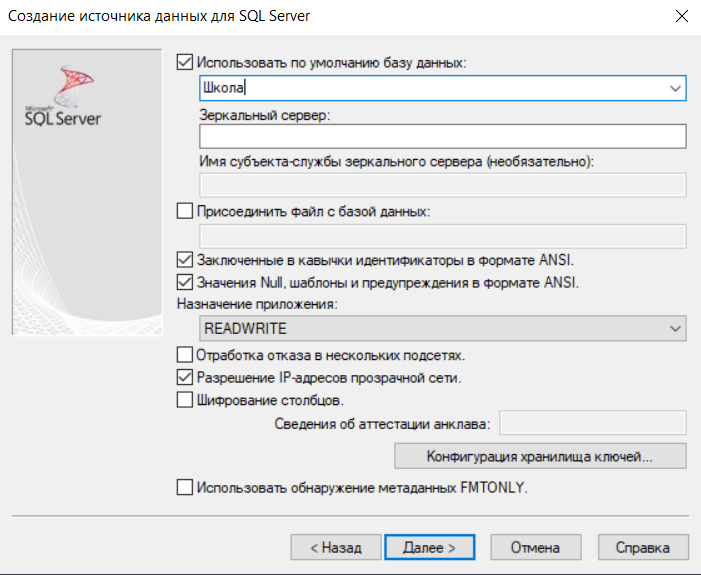 Создание источника данных для SQL Server
Microsoft
SQL Server
Использовать по умолчанию базу данных:
Школа
Зеркальный сервер:
Имя субъекта-службы зеркального сервера (необязательно):
Присоединить файл с базой данных:
Заключенные в кавычки идентификаторы в формате ANSI.
Значения Null, шаблоны и предупреждения в формате ANSI.
Назначение приложения:
READWRITE
Отработка отказа в нескольких подсетях.
Разрешение IP-адресов прозрачной сети.
Шифрование столбцов.
Сведения об аттестации анклава:
Конфигурация хранилища ключей...
Использовать обнаружение метаданных FMTONLY.
< Назад
Далее >
Отмена
Справка